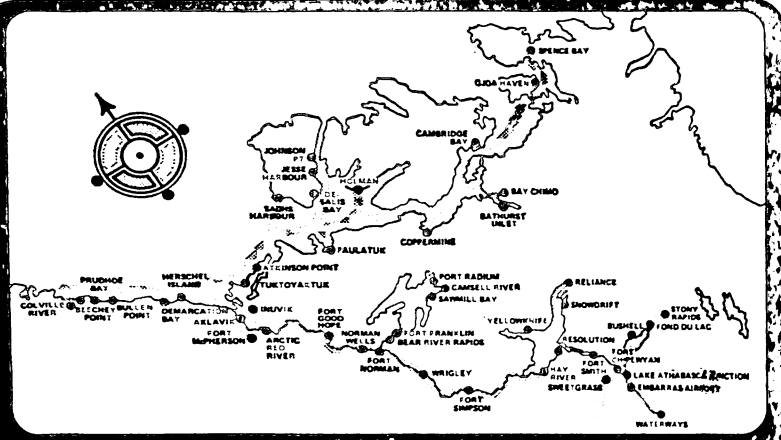 SPENCE BAY
GJOA HAVEN
CAMBRIDGE
BAY
JOHNSON
PT
JESSE
HARBOUR
HOLMAN
DE
SALIS
BAY
SACHS
HARBOUR
BAY CHIMO
BATHURST
INLET
COPPERMINE
PAULATUK
ATKINSON POINT
TUKTOYAKTUK
HERSCHEL
ISLAND
PRUDHOE
BAY
COLVILLE
RIVER
BEECHEY
POINT
BULLEN
POINT
DEMARCATION
BAY
AKLAVIK
INUVIK
FORT
McPHERSON
ARCTIC
RED
RIVER
FORT
GOOD
HOPE
NORMAN
WELLS
FORT
NORMAN
FORT FRANKLIN
BEAR RIVER RAPIDS
PORT RADIUM
CAMSELL RIVER
SAWMILL BAY
WRIGLEY
FORT
SIMPSON
YELLOWKNIFE
RELIANCE
SNOWDRIFT
RESOLUTION
HAY
RIVER
FORT
SMITH
SWEETGRASS
FORT
CHIPEWYAN
BUSHELL
STONY
RAPIDS
FOND DU LAC
LAKE ATHABASCA JUNCTION
EMBARRAS AIRPORT
WATERWAYS